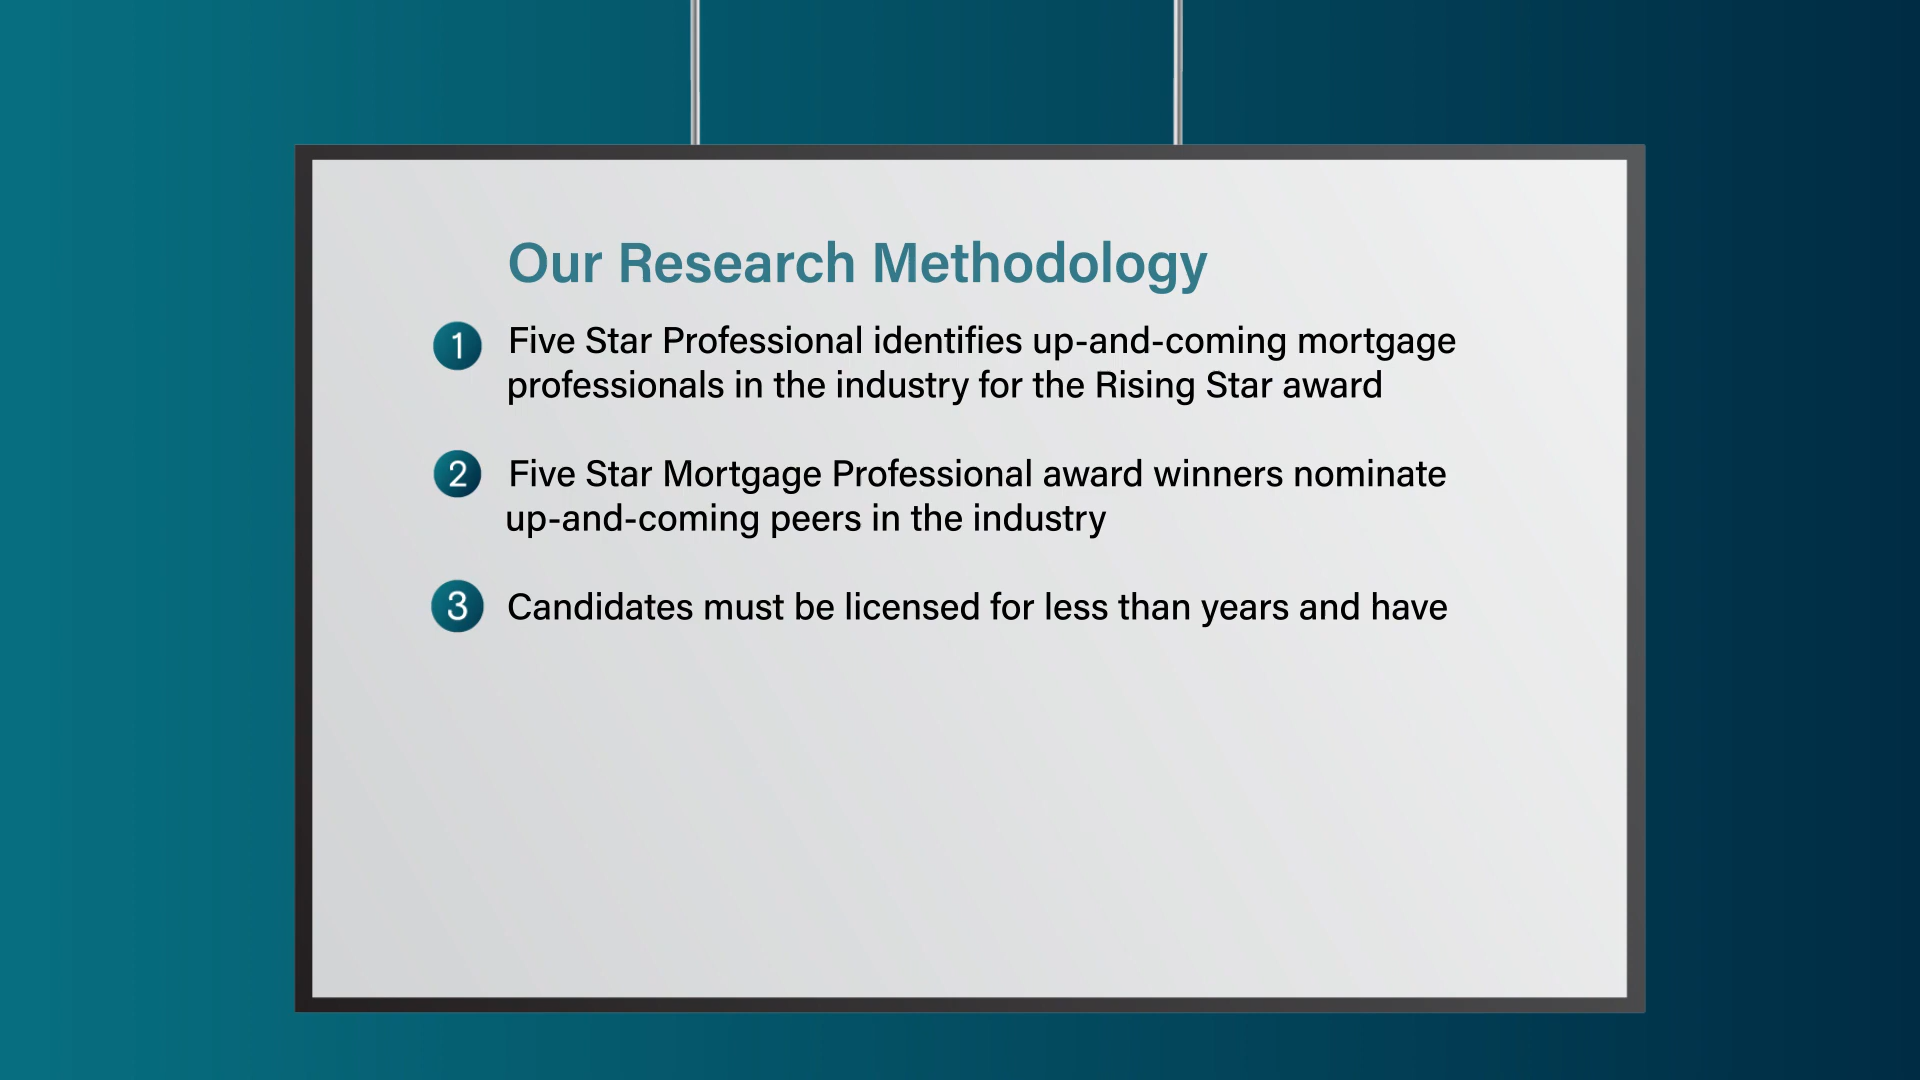 Our Research Methodology
1 Five Star Professional identifies up-and-coming mortgage
professionals in the industry for the Rising Star award
2 Five Star Mortgage Professional award winners nominate
up-and-coming peers in the industry
3 Candidates must be licensed for less than years and have